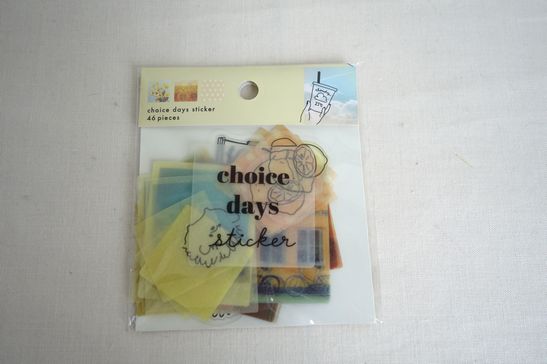 choice days sticker
46 pieces
choice
days
sticker